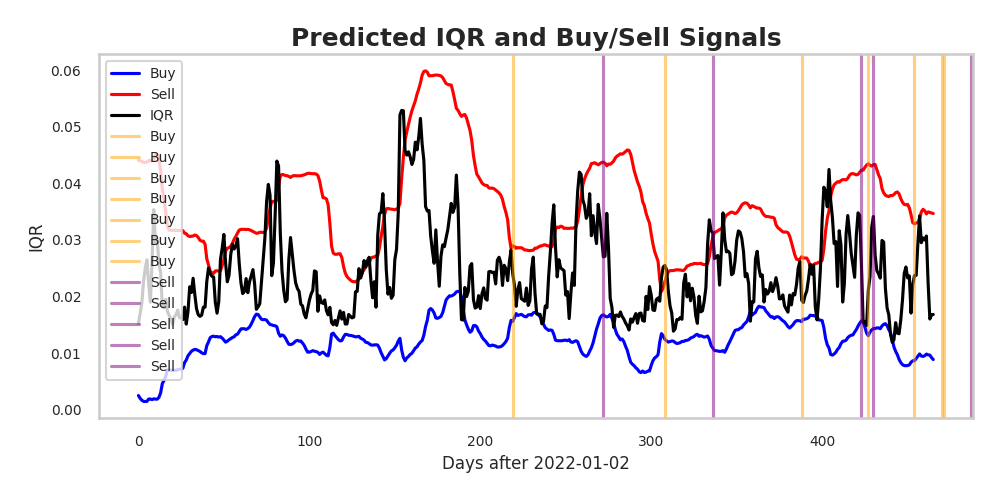 Predicted IQR and Buy/Sell Signals
0.06
0.05
0.04
0.03
0.02
0.01
0.00
IQR
Buy
Sell
IQR
Buy
Buy
Buy
Buy
Buy
Buy
Buy
Sell
Sell
Sell
Sell
Sell
0 100 200 300 400
Days after 2022-01-02